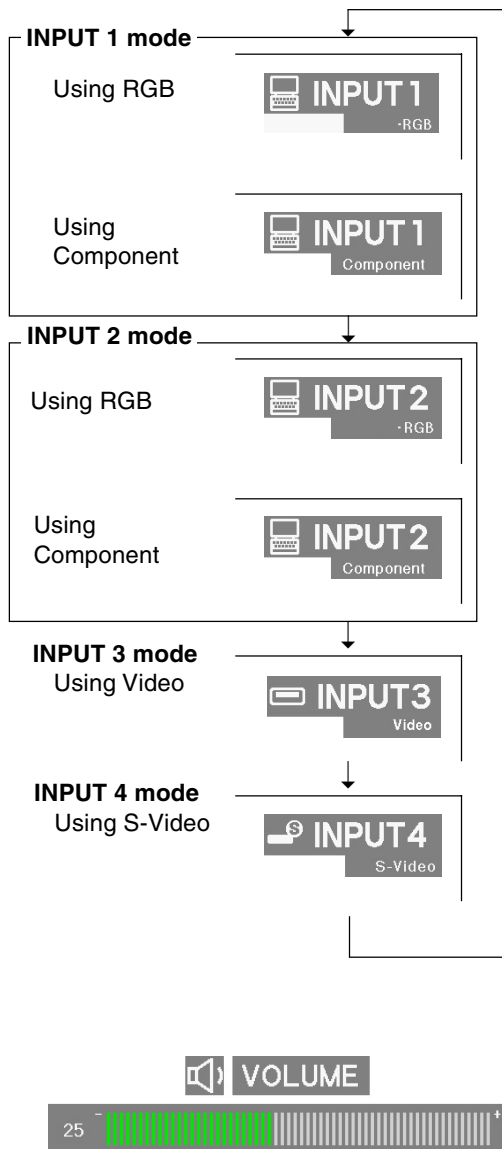 INPUT 1 mode
Using RGB
INPUT 1
-RGB
Using
Component
INPUT 1
Component
INPUT 2 mode
Using RGB
INPUT 2
-RGB
Using
Component
INPUT 2
Component
INPUT 3 mode
Using Video
INPUT3
Video
INPUT 4 mode
Using S-Video
S INPUT4
S-Video
VOLUME
25 - +